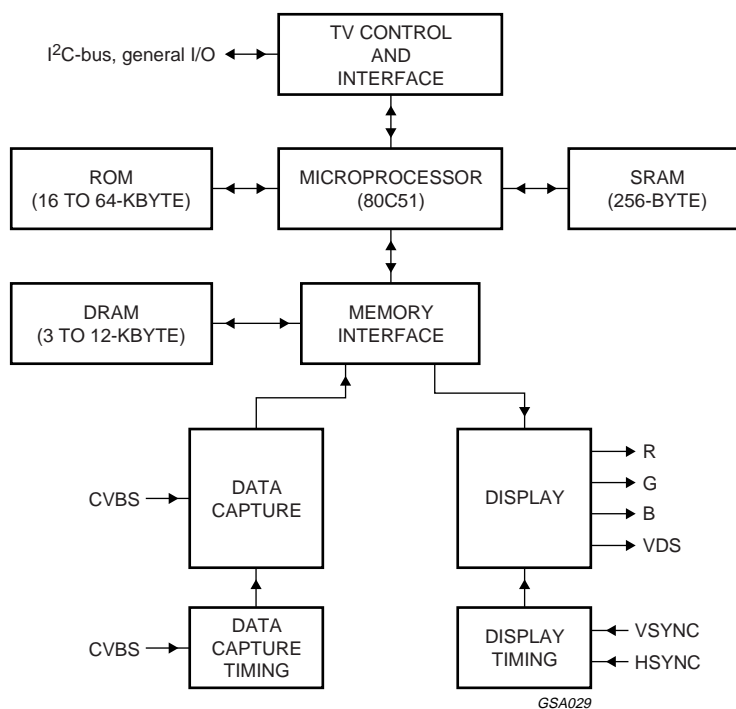 TV CONTROL
AND
INTERFACE
I²C-bus, general I/O
ROM
(16 TO 64-KBYTE)
MICROPROCESSOR
(80C51)
SRAM
(256-BYTE)
DRAM
(3 TO 12-KBYTE)
MEMORY
INTERFACE
CVBS
DATA
CAPTURE
DISPLAY
R
G
B
VDS
CVBS
DATA
CAPTURE
TIMING
DISPLAY
TIMING
VSYNC
HSYNC
GSA029